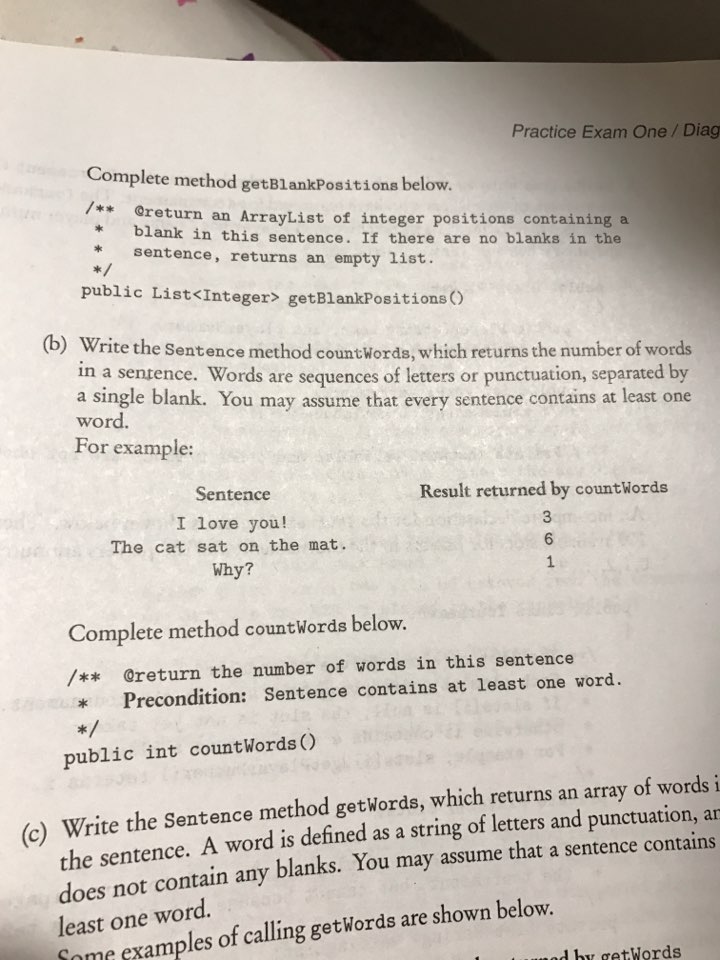 Practice Exam One / Diag
Complete method getBlankPositions below.
/** @return an ArrayList of integer positions containing a
* blank in this sentence. If there are no blanks in the
* sentence, returns an empty list.
*/
public List<Integer> getBlankPositions()
(b) Write the Sentence method countWords, which returns the number of words
in a sentence. Words are sequences of letters or punctuation, separated by
a single blank. You may assume that every sentence contains at least one
word.
For example:
Sentence Result returned by countWords
I love you! 3
The cat sat on the mat. 6
Why? 1
Complete method countWords below.
/** @return the number of words in this sentence
* Precondition: Sentence contains at least one word.
*/
public int countWords()
(c) Write the Sentence method getWords, which returns an array of words i
the sentence. A word is defined as a string of letters and punctuation, an
does not contain any blanks. You may assume that a sentence contains
least one word.
Some examples of calling getWords are shown below.
by getWords